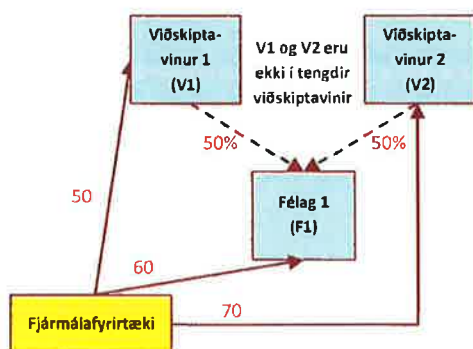 Viðskipta-
vinur 1
(V1)
V1 og V2 eru
ekki í tengdir
viðskiptavinir
Viðskipta-
vinur 2
(V2)
50%
50%
50
Félag 1
(F1)
60
Fjármálafyrirtæki
70